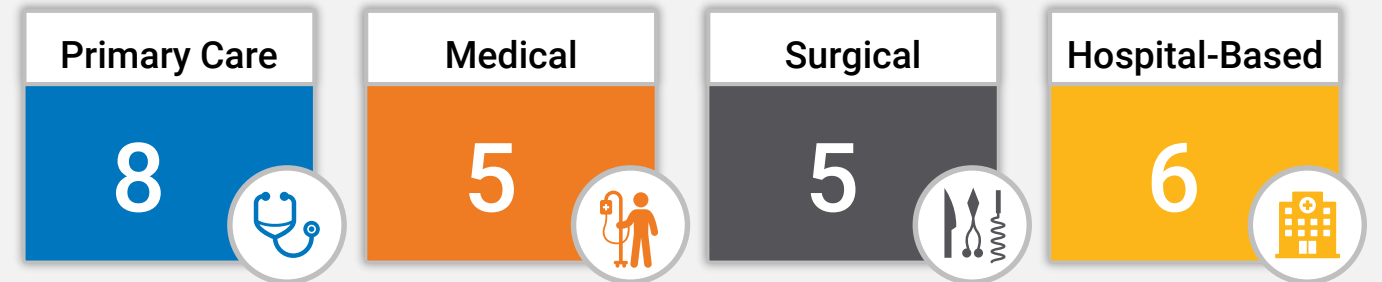 Primary Care
Medical
Surgical
Hospital-Based
8
5
5
6